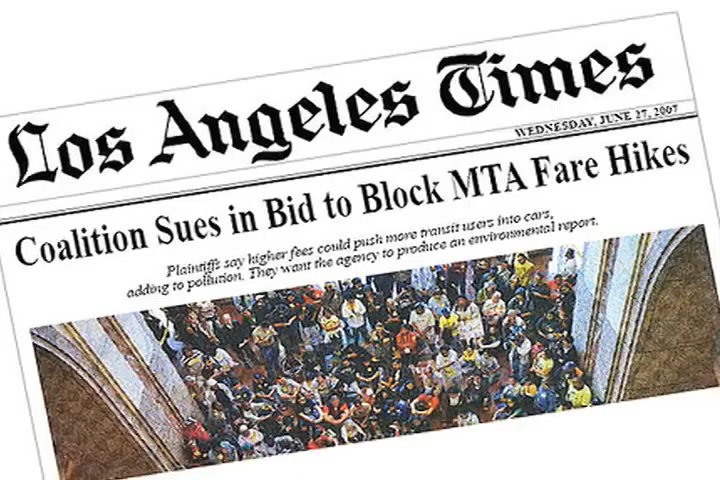 Los Angeles Times
WEDNESDAY, JUNE 27, 2007
Coalition Sues in Bid to Block MTA Fare Hikes
Plaintiffs say higher fees could push more transit users into cars,
adding to pollution. They want the agency to produce an environmental report.